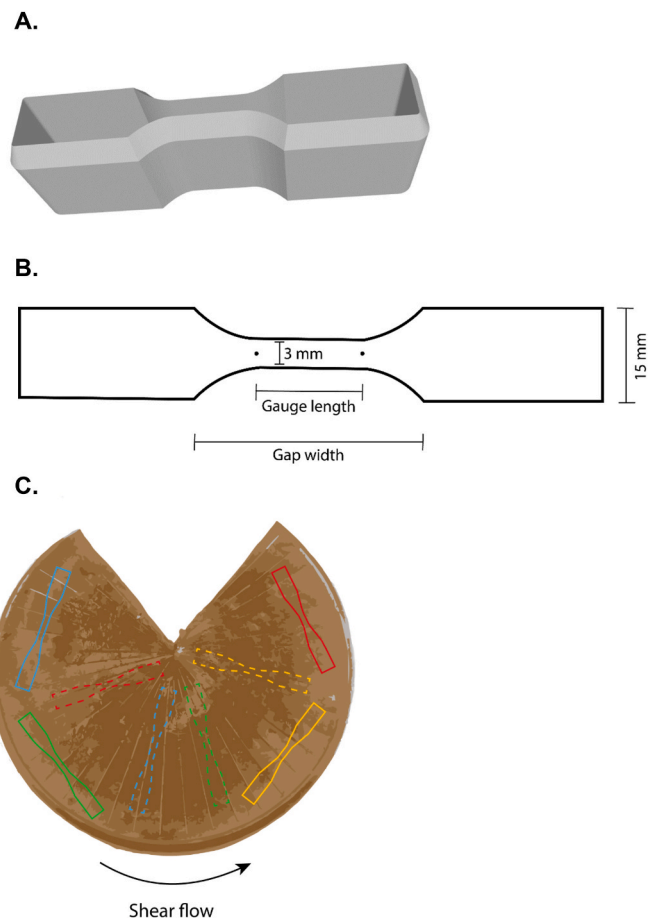 A.
B.
3 mm
15 mm
Gauge length
Gap width
C.
Shear flow